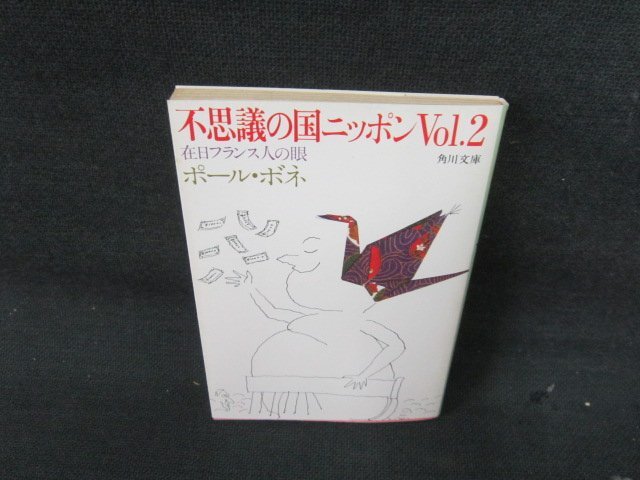 不思議の国ニッポンVol.2
在日フランス人の眼
角川文庫
ポール・ボネ